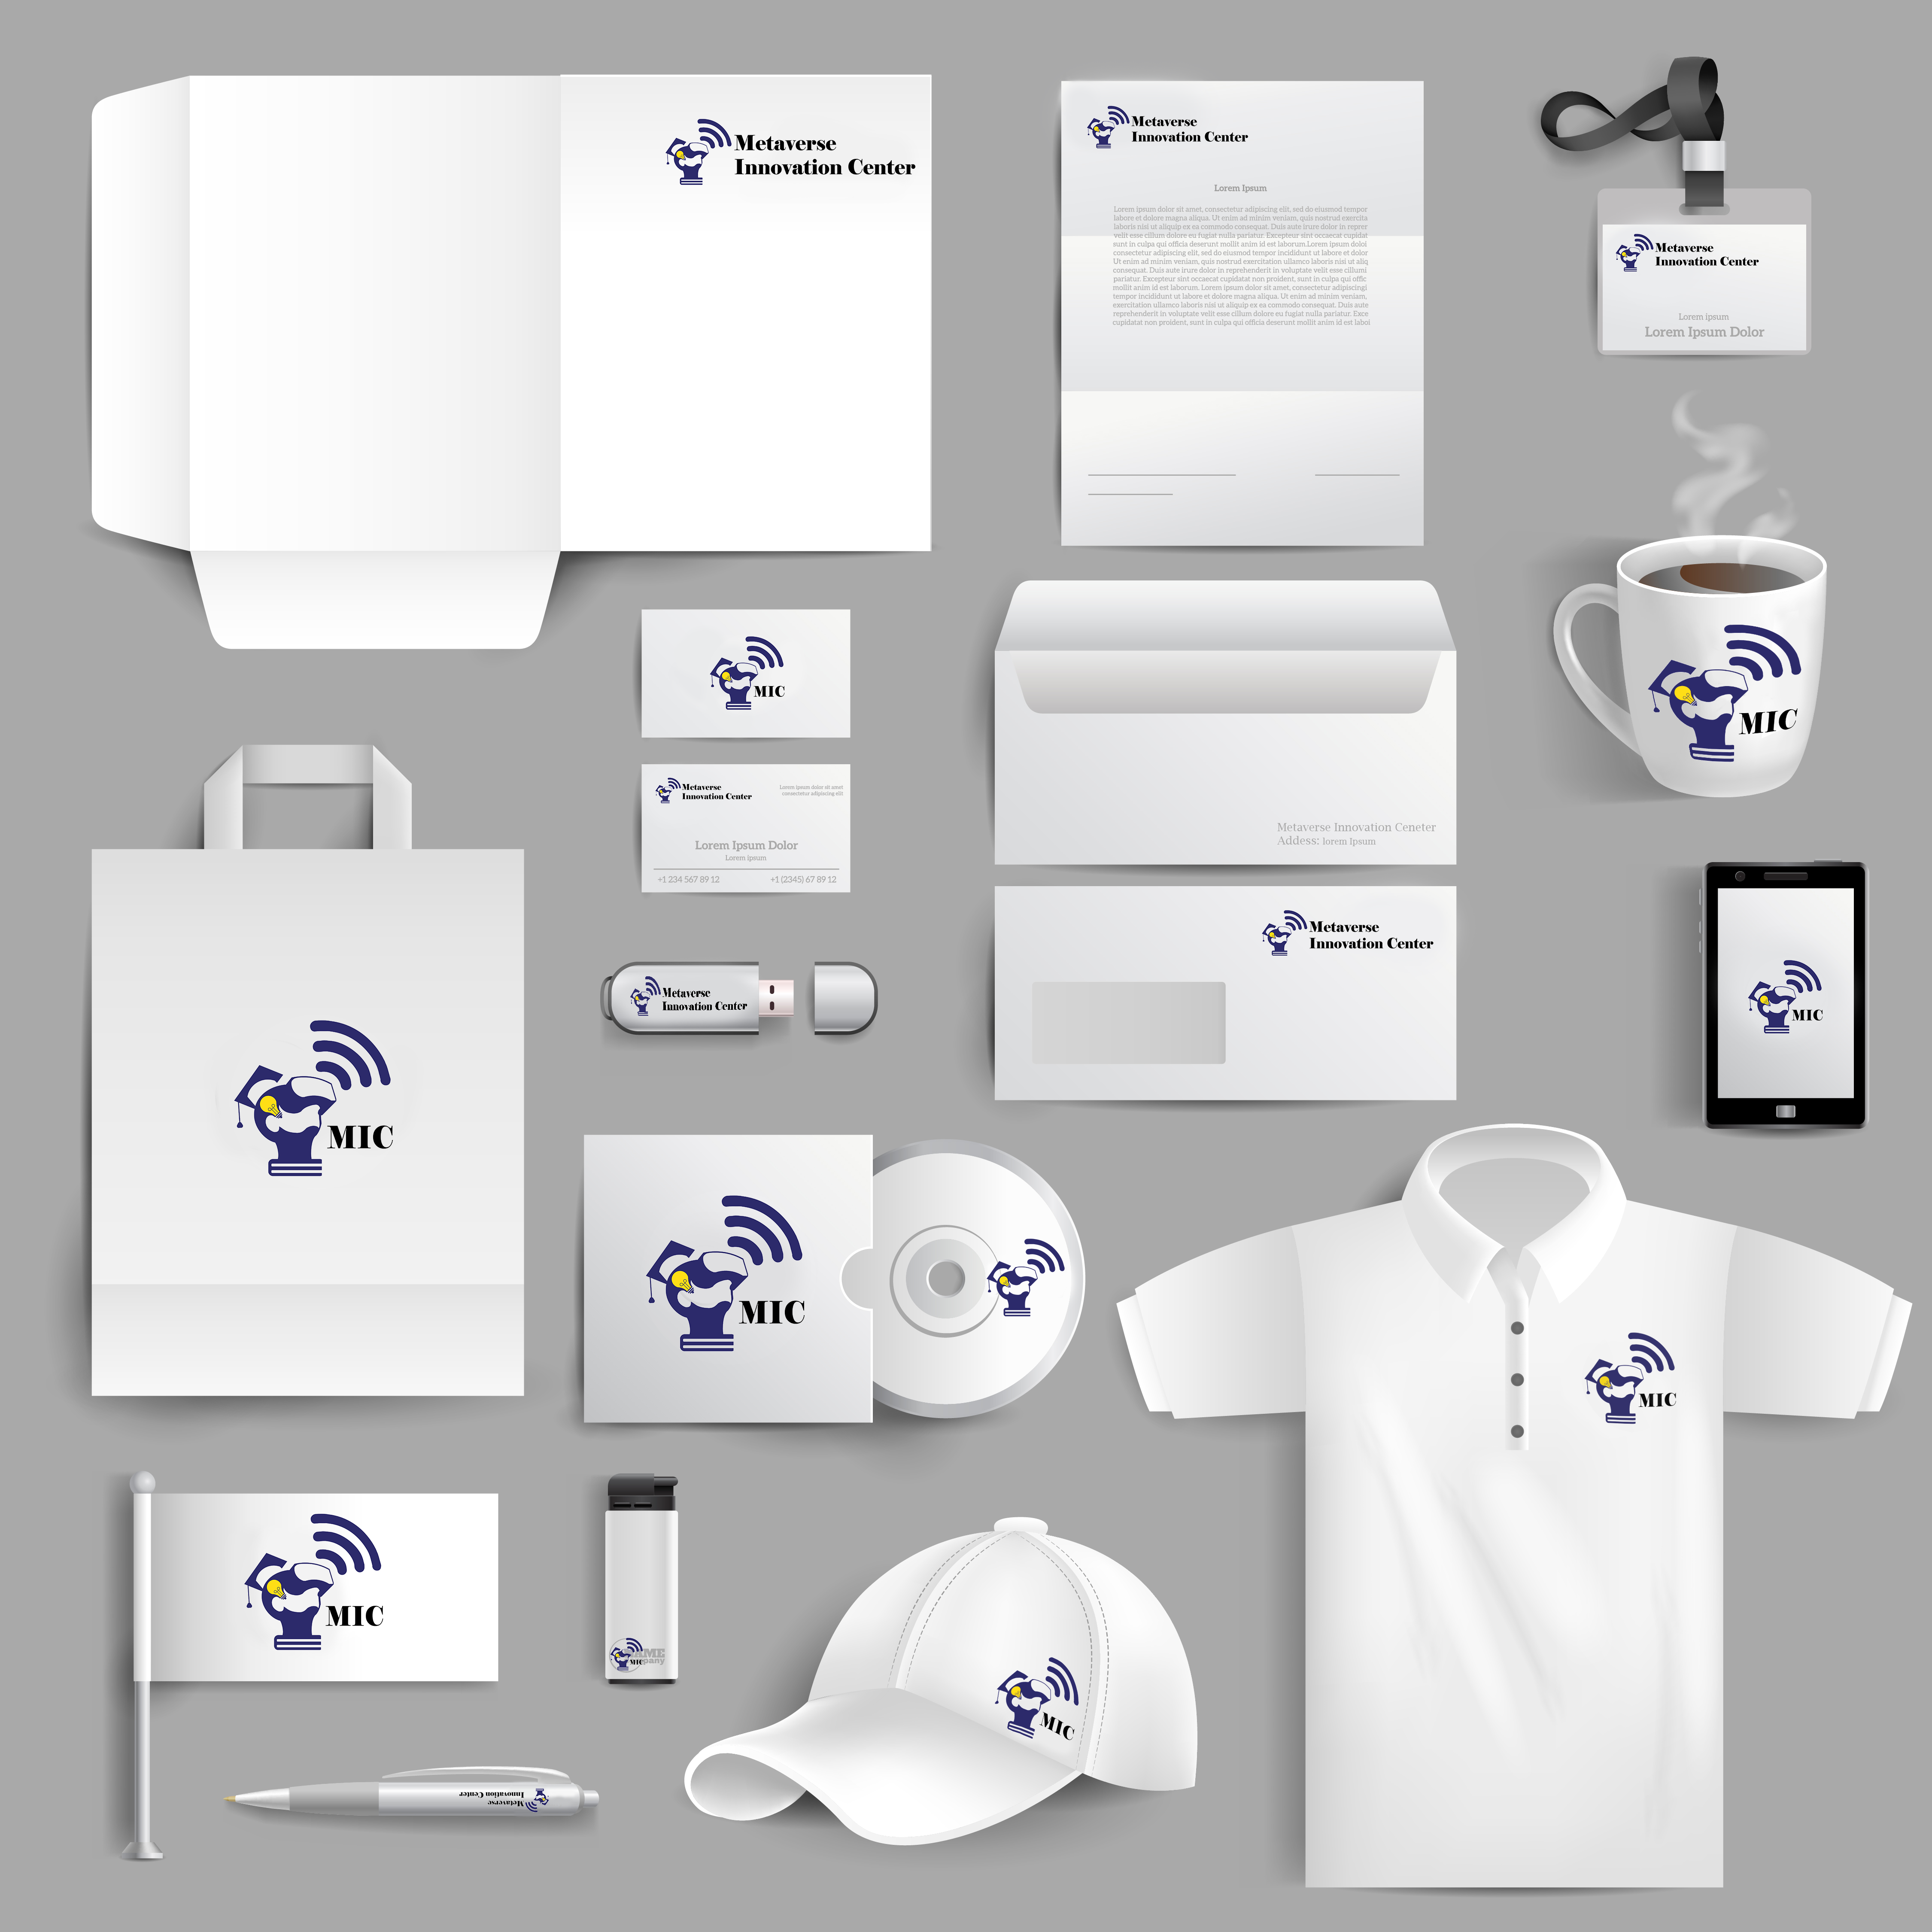 Metaverse
Innovation Center
Metaverse
Innovation Center
Lorem Ipsum
Lorem ipsum dolor sit amet, consectetur adipiscing elit, sed do eiusmod tempor
labore et dolore magna aliqua. Ut enim ad minim veniam, quis nostrud exercita
laboris nisi ut aliquip ex ea commodo consequat. Duis aute irure dolor in reprer
velit esse cillum dolore eu fugiat nulla pariatur. Excepteur sint occaecat cupidat
sunt in culpa qui officia deserunt mollit anim id est laborum.Lorem ipsum doloi
consectetur adipiscing elit, sed do eiusmod tempor incididunt ut labore et dolor
Ut enim ad minim veniam, quis nostrud exercitation ullamco laboris nisi ut aliq
consequat. Duis aute irure dolor in reprehenderit in voluptate velit esse cillumi
pariatur. Excepteur sint occaecat cupidatat non proident, sunt in culpa qui offic
mollit anim id est laborum. Lorem ipsum dolor sit amet, consectetur adipiscingi
tempor incididunt ut labore et dolore magna aliqua. Ut enim ad minim veniam,
exercitation ullamco laboris nisi ut aliquip ex ea commodo consequat. Duis aute
reprehenderit in voluptate velit esse cillum dolore eu fugiat nulla pariatur. Exce
cupidatat non proident, sunt in culpa qui officia deserunt mollit anim id est laboi
Metaverse
Innovation Center
Lorem ipsum
Lorem Ipsum Dolor
MIC
MIC
Metaverse
Innovation Center
Lorem ipsum dolor sit amet
consectetur adipiscing elit
Lorem Ipsum Dolor
Lorem ipsum
+1 234 567 89 12
+1 (2345) 67 89 12
Metaverse Innovation Ceneter
Addess: lorem Ipsum
Metaverse
Innovation Center
Metaverse
Innovation Center
MIC
MIC
MIC
MIC
MIC
MIC
MIC
Metaverse
Innovation Center